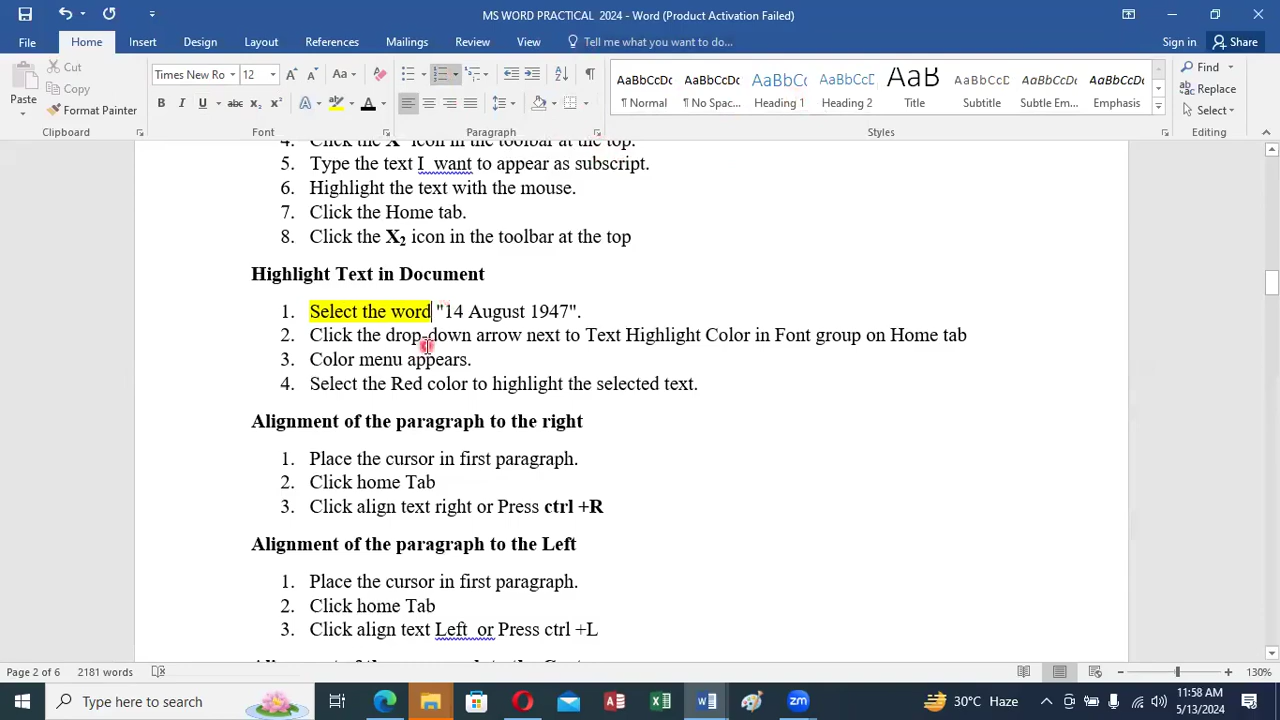 MS WORD PRACTICAL 2024 - Word (Product Activation Failed)
File Home Insert Design Layout References Mailings Review View Tell me what you want to do... Sign in Share
Paste Cut Copy Format Painter
Times New Ro 12
AaBbCcDc AaBbCcDc AaBbCc AaBbCcC AaB AaBbCcC AaBbCcDc AaBbCcDc
¶ Normal ¶ No Spac... Heading 1 Heading 2 Title Subtitle Subtle Em... Emphasis
Find Replace Select
Clipboard Font Paragraph Styles Editing
5. Type the text I want to appear as subscript.
6. Highlight the text with the mouse.
7. Click the Home tab.
8. Click the X₂ icon in the toolbar at the top
Highlight Text in Document
1. Select the word "14 August 1947".
2. Click the drop-down arrow next to Text Highlight Color in Font group on Home tab
3. Color menu appears.
4. Select the Red color to highlight the selected text.
Alignment of the paragraph to the right
1. Place the cursor in first paragraph.
2. Click home Tab
3. Click align text right or Press ctrl +R
Alignment of the paragraph to the Left
1. Place the cursor in first paragraph.
2. Click home Tab
3. Click align text Left or Press ctrl +L
Page 2 of 6 2181 words 130%
Type here to search 30°C Haze 11:58 AM
5/13/2024